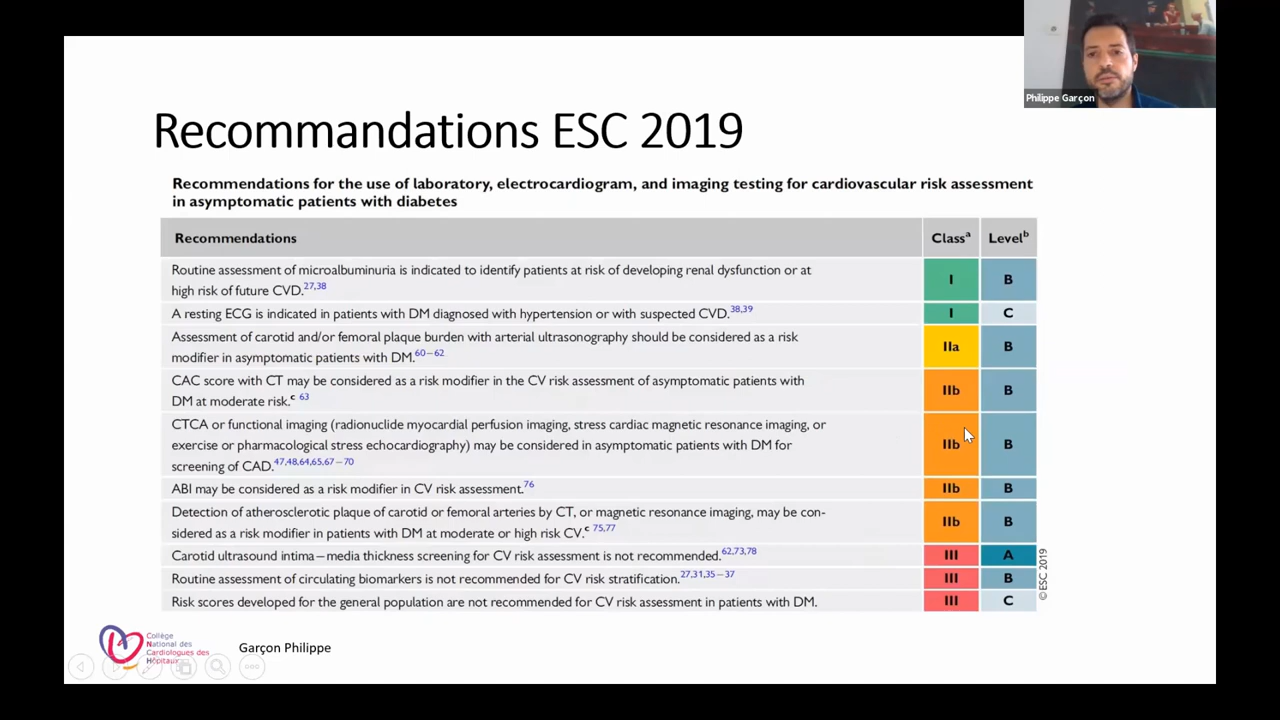 Philippe Garçon
Recommandations ESC 2019
Recommendations for the use of laboratory, electrocardiogram, and imaging testing for cardiovascular risk assessment
in asymptomatic patients with diabetes
Recommendations Classᵃ Levelᵇ
Routine assessment of microalbuminuria is indicated to identify patients at risk of developing renal dysfunction or at
high risk of future CVD.27,38
I B
A resting ECG is indicated in patients with DM diagnosed with hypertension or with suspected CVD.38,39 I C
Assessment of carotid and/or femoral plaque burden with arterial ultrasonography should be considered as a risk
modifier in asymptomatic patients with DM.60–62
IIa B
CAC score with CT may be considered as a risk modifier in the CV risk assessment of asymptomatic patients with
DM at moderate risk.c 63
IIb B
CTCA or functional imaging (radionuclide myocardial perfusion imaging, stress cardiac magnetic resonance imaging, or
exercise or pharmacological stress echocardiography) may be considered in asymptomatic patients with DM for
screening of CAD.47,48,64,65,67–70
IIb B
ABI may be considered as a risk modifier in CV risk assessment.76 IIb B
Detection of atherosclerotic plaque of carotid or femoral arteries by CT, or magnetic resonance imaging, may be con-
sidered as a risk modifier in patients with DM at moderate or high risk CV.c 75,77
IIb B
Carotid ultrasound intima–media thickness screening for CV risk assessment is not recommended.62,73,78 III A
Routine assessment of circulating biomarkers is not recommended for CV risk stratification.27,31,35–37 III B
Risk scores developed for the general population are not recommended for CV risk assessment in patients with DM. III C
©ESC 2019
Collège
National des
Cardiologues des
Hôpitaux
Garçon Philippe